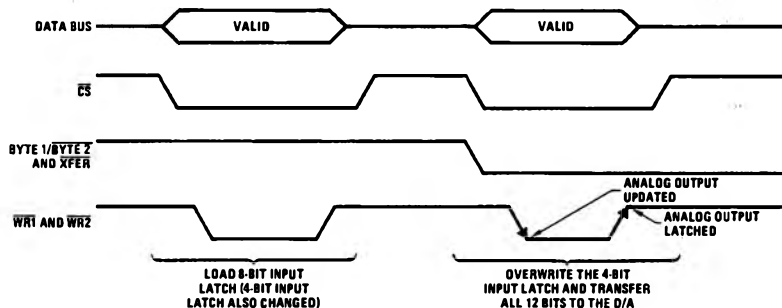 DATA BUS
VALID
VALID
CS
BYTE 1/BYTE 2
AND XFER
ANALOG OUTPUT
UPDATED
ANALOG OUTPUT
LATCHED
WR1 AND WR2
LOAD 8-BIT INPUT
LATCH (4-BIT INPUT
LATCH ALSO CHANGED)
OVERWRITE THE 4-BIT
INPUT LATCH AND TRANSFER
ALL 12 BITS TO THE D/A